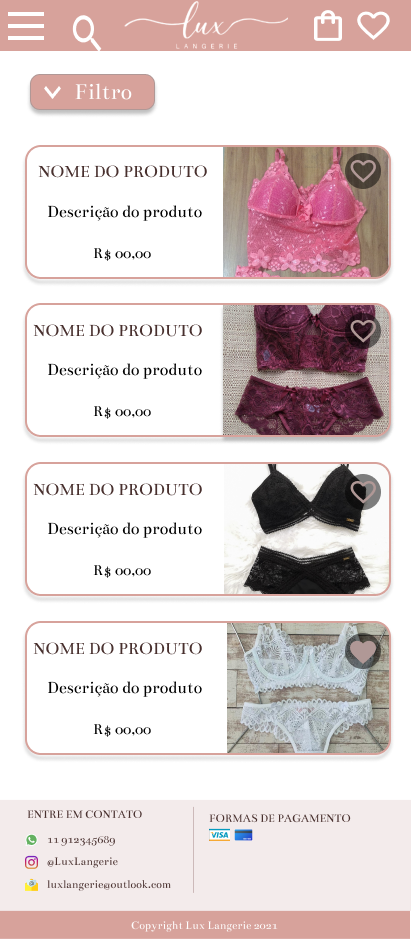 lux
LANGERIE
Filtro
NOME DO PRODUTO
Descrição do produto
R$ 00,00
NOME DO PRODUTO
Descrição do produto
R$ 00,00
NOME DO PRODUTO
Descrição do produto
R$ 00,00
NOME DO PRODUTO
Descrição do produto
R$ 00,00
ENTRE EM CONTATO
11 912345689
@LuxLangerie
luxlangerie@outlook.com
FORMAS DE PAGAMENTO
VISA
Copyright Lux Langerie 2021